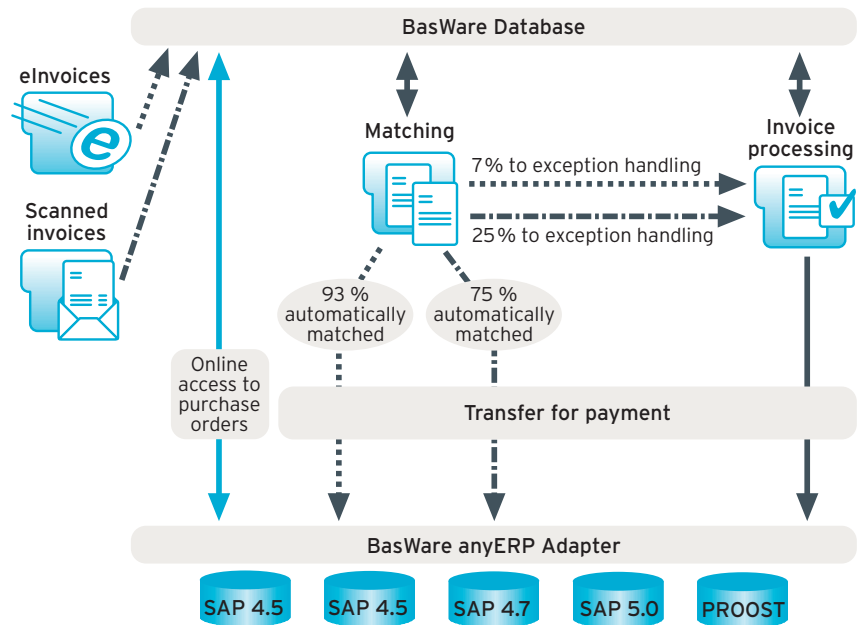 BasWare Database
eInvoices
e
Scanned
invoices
Matching
Invoice
processing
7% to exception handling
25% to exception handling
93 %
automatically
matched
75 %
automatically
matched
Online
access to
purchase
orders
Transfer for payment
BasWare anyERP Adapter
SAP 4.5
SAP 4.5
SAP 4.7
SAP 5.0
PROOST